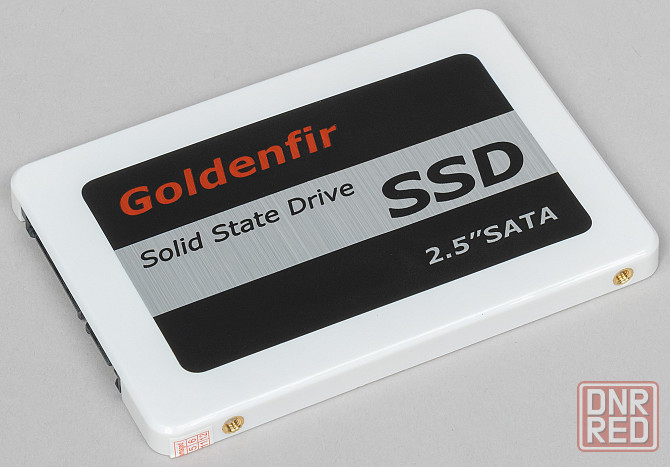 Goldenfir
Solid State Drive
SSD
2.5"SATA
DNR
RED